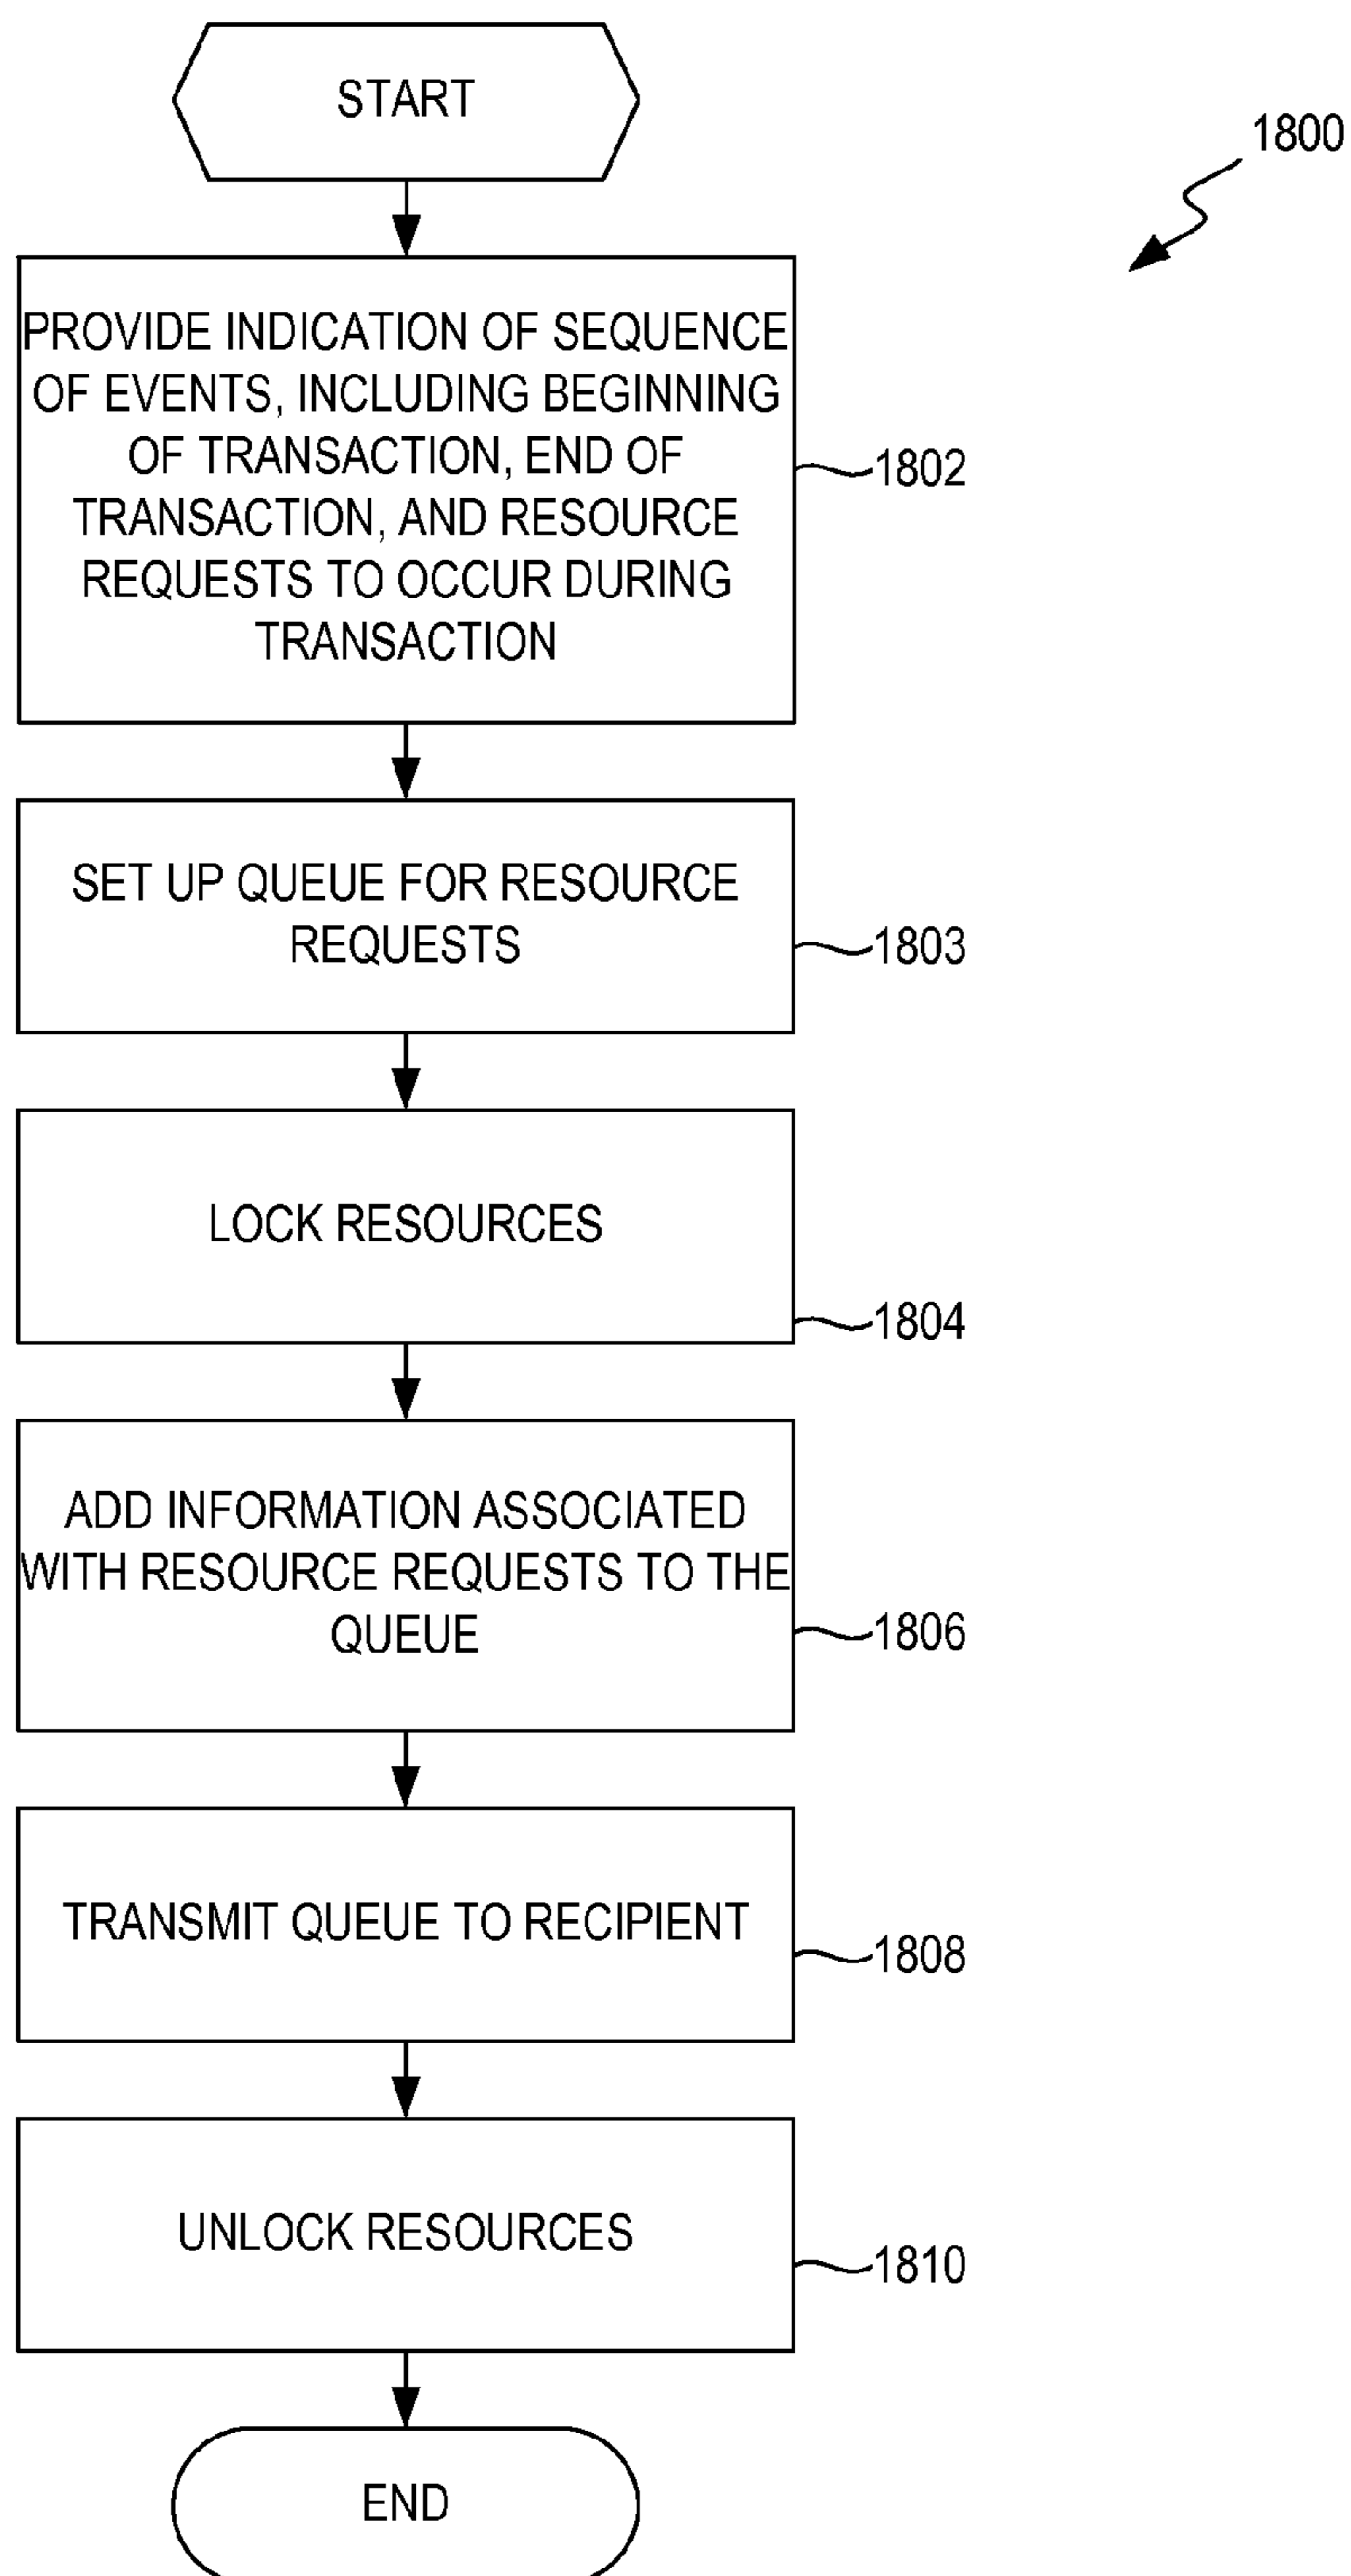 START
1800
PROVIDE INDICATION OF SEQUENCE
OF EVENTS, INCLUDING BEGINNING
OF TRANSACTION, END OF
TRANSACTION, AND RESOURCE
REQUESTS TO OCCUR DURING
TRANSACTION
1802
SET UP QUEUE FOR RESOURCE
REQUESTS
1803
LOCK RESOURCES
1804
ADD INFORMATION ASSOCIATED
WITH RESOURCE REQUESTS TO THE
QUEUE
1806
TRANSMIT QUEUE TO RECIPIENT
1808
UNLOCK RESOURCES
1810
END